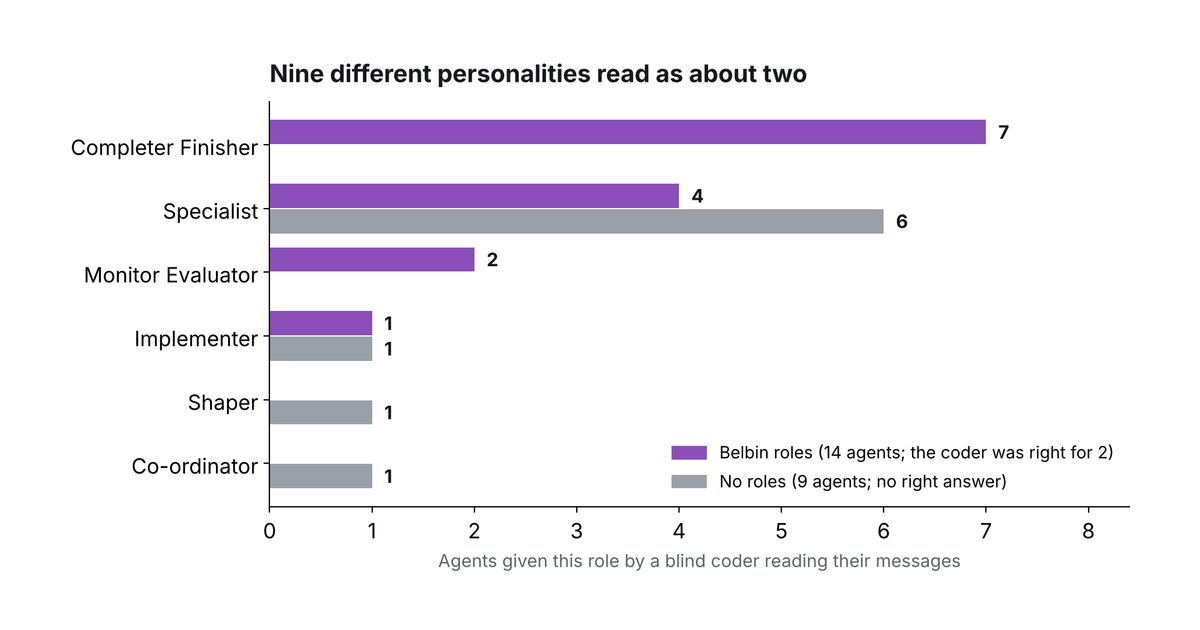 Nine different personalities read as about two
Completer Finisher
7
Specialist
4
6
Monitor Evaluator
2
Implementer
1
1
Shaper
1
Co-ordinator
1
Belbin roles (14 agents; the coder was right for 2)
No roles (9 agents; no right answer)
0 1 2 3 4 5 6 7 8
Agents given this role by a blind coder reading their messages